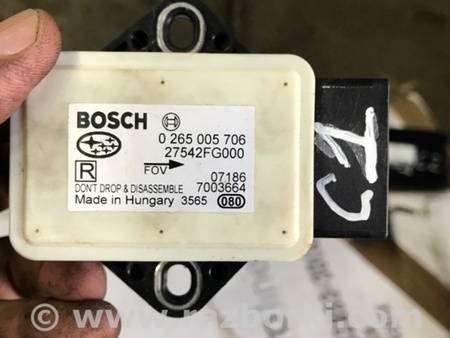 BOSCH
0 265 005 706
27542FG000
R
FOV
07186
DON'T DROP & DISASSEMBLE 7003664
Made in Hungary 3565 080
© www.razborka.com